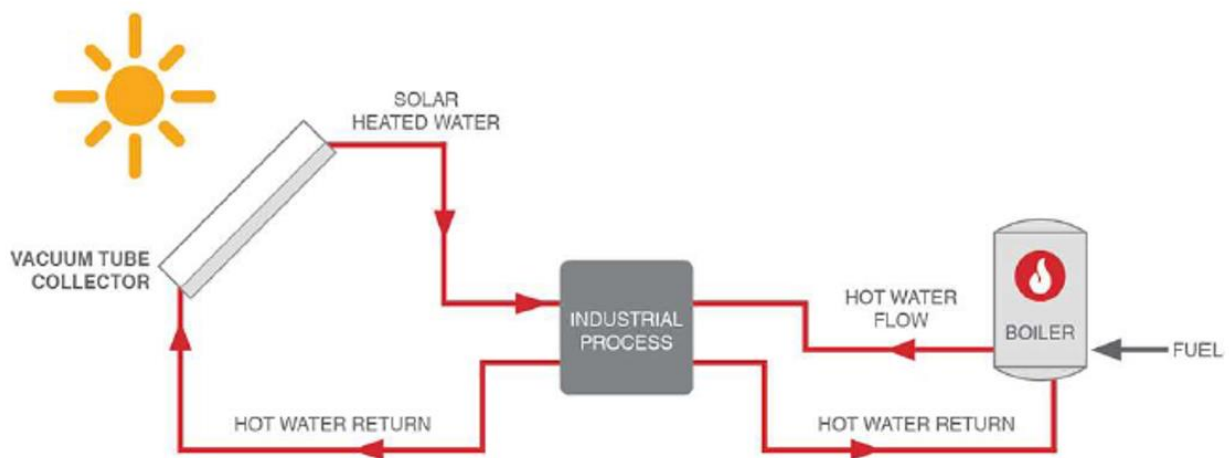 SOLAR
HEATED WATER
VACUUM TUBE
COLLECTOR
INDUSTRIAL
PROCESS
HOT WATER
FLOW
BOILER
FUEL
HOT WATER RETURN
HOT WATER RETURN